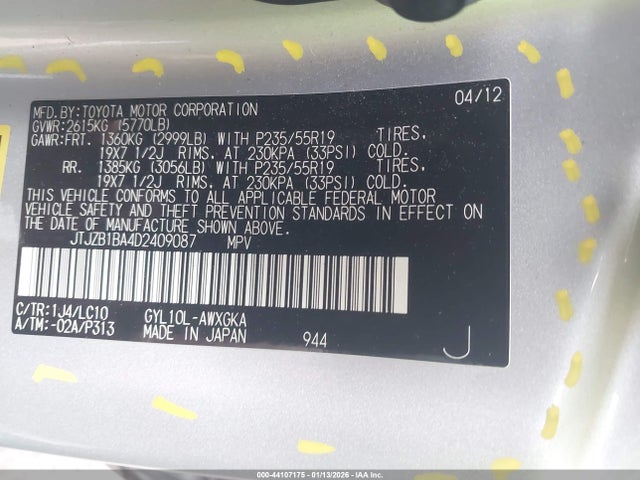 MFD.BY:TOYOTA MOTOR CORPORATION 04/12
GVWR:2615KG (5770LB)
GAWR:FRT. 1360KG (2999LB) WITH P235/55R19 TIRES,
19X7 1/2J RIMS, AT 230KPA (33PSI) COLD.
RR. 1385KG (3056LB) WITH P235/55R19 TIRES,
19X7 1/2J RIMS, AT 230KPA (33PSI) COLD.
THIS VEHICLE CONFORMS TO ALL APPLICABLE FEDERAL MOTOR
VEHICLE SAFETY AND THEFT PREVENTION STANDARDS IN EFFECT ON
THE DATE OF MANUFACTURE SHOWN ABOVE.
JTJZB1BA4D2409087 MPV
C/TR:1J4/LC10 GYL10L-AWXGKA
A/TM:-02A/P313 MADE IN JAPAN 944 J
000-44107175 - 01/13/2026 - IAA, Inc.